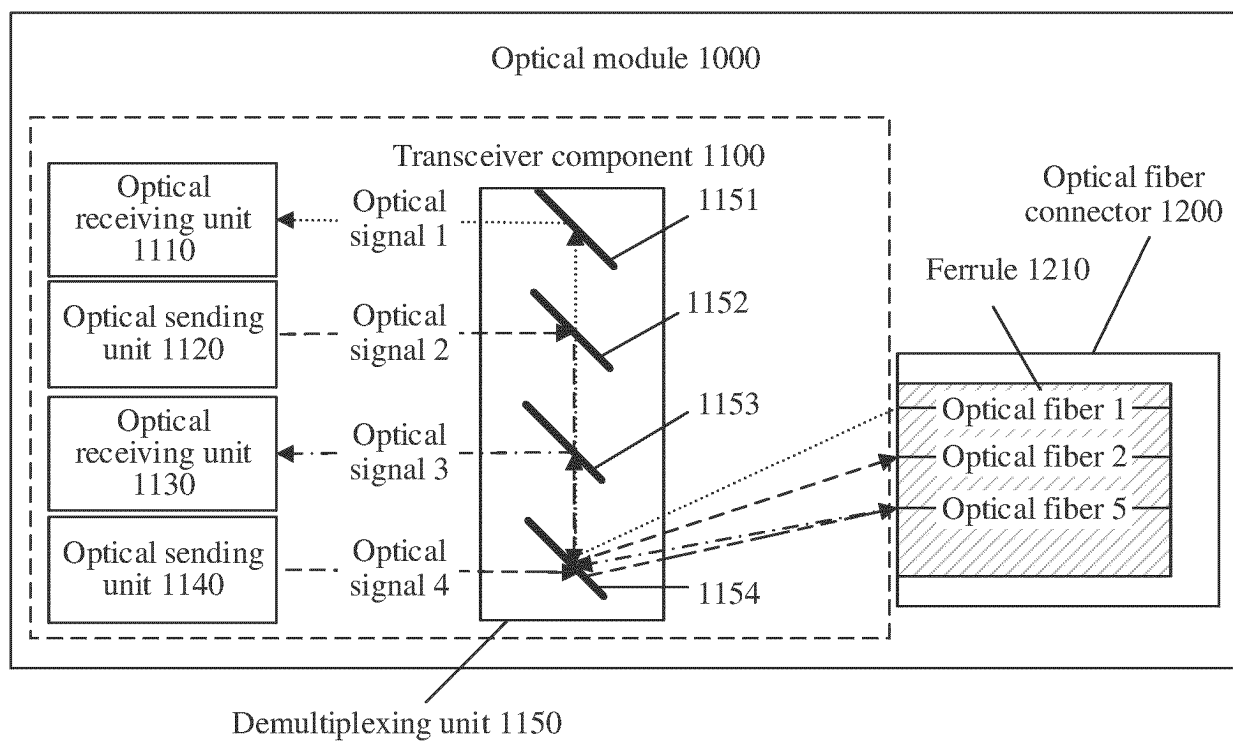 Optical module 1000
Transceiver component 1100
Optical
receiving unit
1110
Optical
signal 1
1151
Optical fiber
connector 1200
Ferrule 1210
Optical sending
unit 1120
Optical
signal 2
1152
Optical
receiving unit
1130
Optical
signal 3
1153
Optical fiber 1
Optical fiber 2
Optical fiber 5
Optical sending
unit 1140
Optical
signal 4
1154
Demultiplexing unit 1150